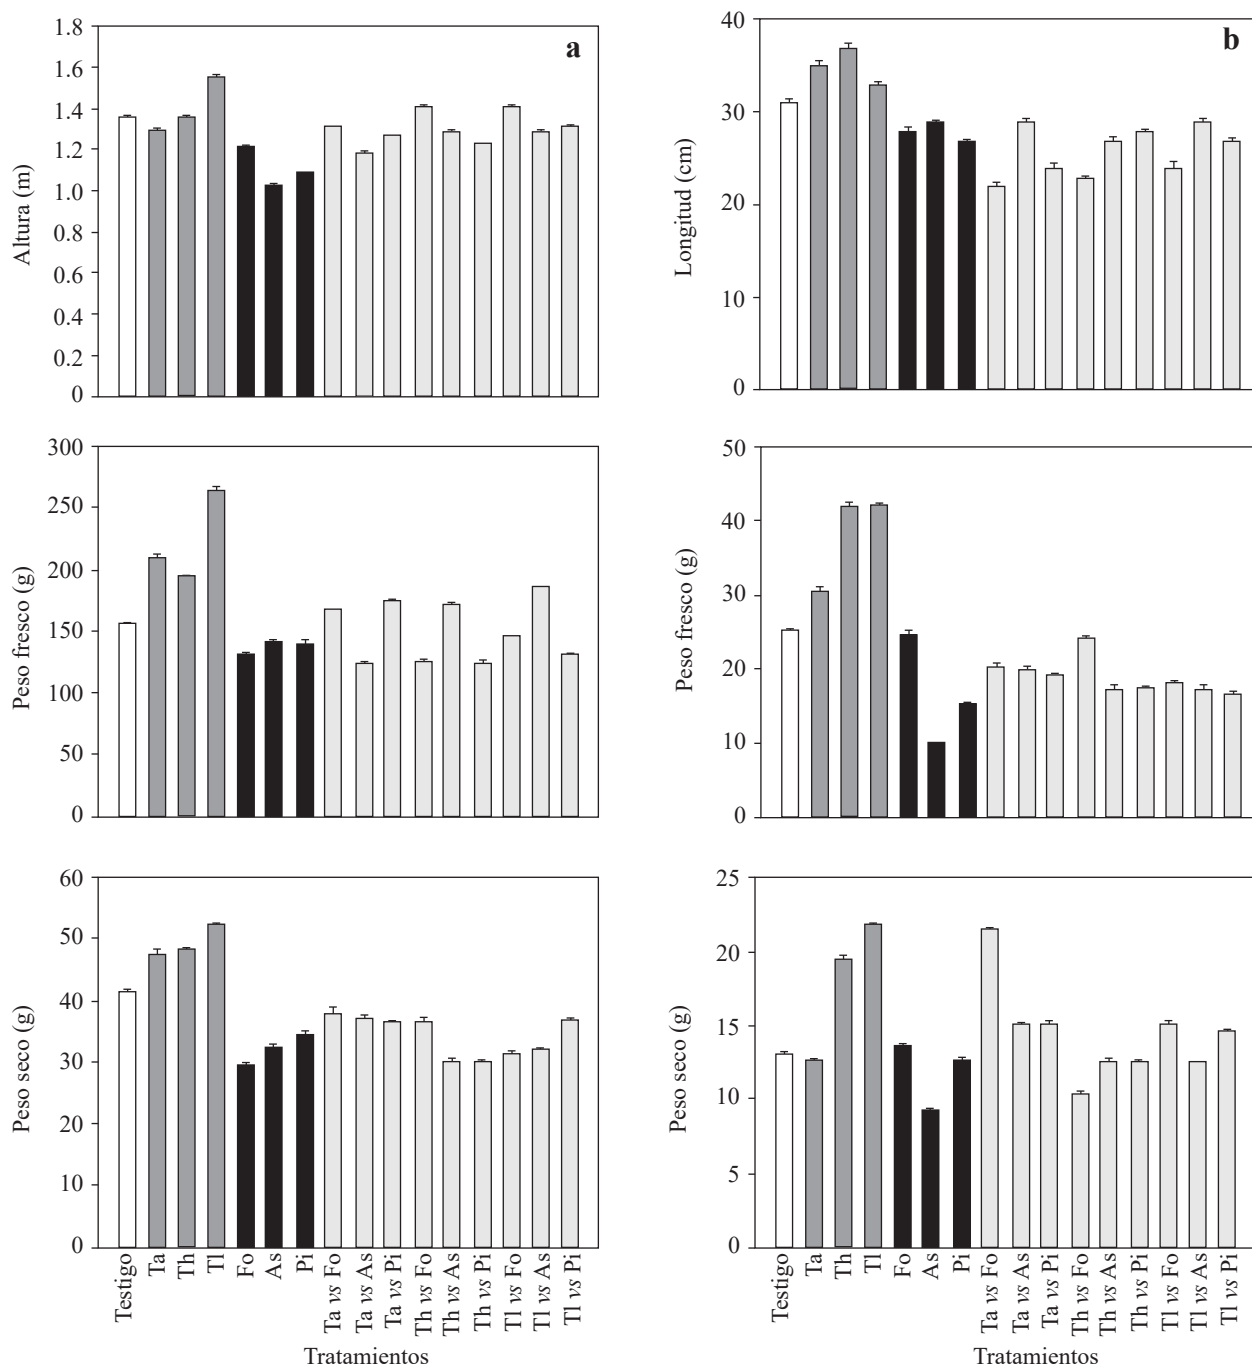 a
Altura (m)
1.8
1.6
1.4
1.2
1.0
0.8
0.6
0.4
0.2
0
b
Longitud (cm)
40
30
20
10
0
Peso fresco (g)
300
250
200
150
100
50
0
Peso fresco (g)
50
40
30
20
10
0
Peso seco (g)
60
50
40
30
20
10
0
Testigo
Ta
Th
Tl
Fo
As
Pi
Ta vs Fo
Ta vs As
Ta vs Pi
Th vs Fo
Th vs As
Th vs Pi
Tl vs Fo
Tl vs As
Tl vs Pi
Tratamientos
Peso seco (g)
25
20
15
10
5
0
Testigo
Ta
Th
Tl
Fo
As
Pi
Ta vs Fo
Ta vs As
Ta vs Pi
Th vs Fo
Th vs As
Th vs Pi
Tl vs Fo
Tl vs As
Tl vs Pi
Tratamientos